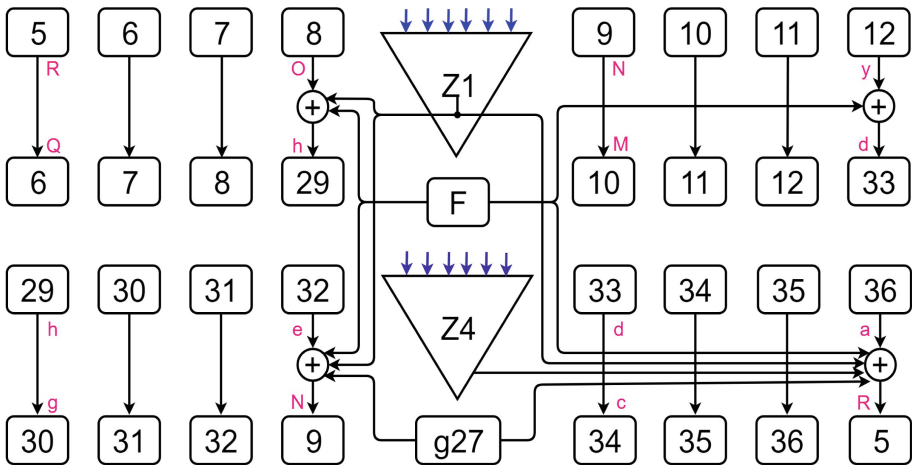 5 6 7 8 9 10 11 12
R O Z1 N y
+ +
Q h M d
6 7 8 29 10 11 12 33
F
29 30 31 32 33 34 35 36
h e Z4 d a
+ +
g N c R
30 31 32 9 g27 34 35 36 5